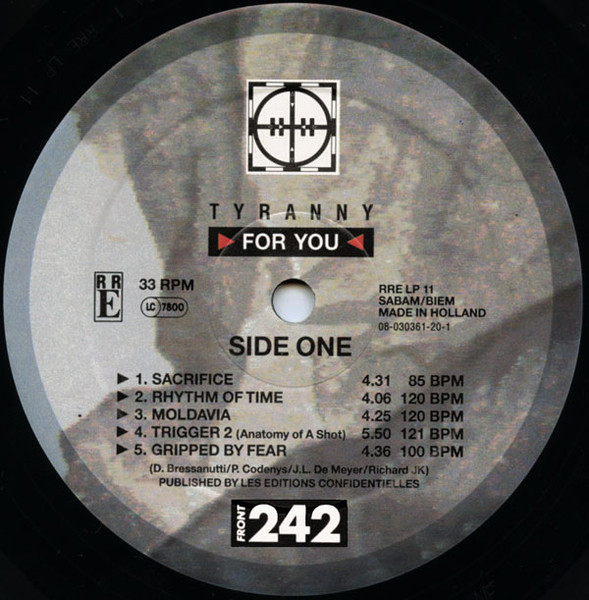 TYRANNY
FOR YOU
RR
E
33 RPM
LC 7800
RRE LP 11
SABAM/BIEM
MADE IN HOLLAND
08-030361-20-1
SIDE ONE
1. SACRIFICE 4.31 85 BPM
2. RHYTHM OF TIME 4.06 120 BPM
3. MOLDAVIA 4.25 120 BPM
4. TRIGGER 2 (Anatomy of A Shot) 5.50 121 BPM
5. GRIPPED BY FEAR 4.36 100 BPM
(D. Bressanutti/P. Codenys/J.L. De Meyer/Richard JK)
PUBLISHED BY LES EDITIONS CONFIDENTIELLES
FRONT 242